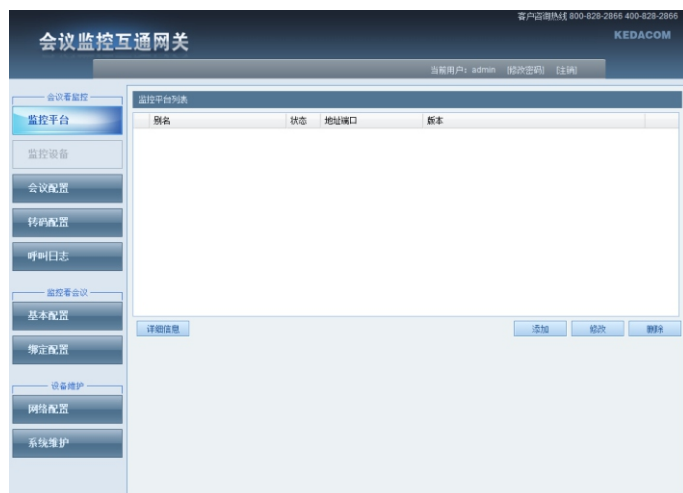 客户咨询热线 800-828-2866 400-828-2866
会议监控互通网关
KEDACOM
当前用户：admin [修改密码] [注销]
会议看监控
监控平台
监控设备
会议配置
转码配置
呼叫日志
监控看会议
基本配置
绑定配置
设备维护
网络配置
系统维护
监控平台列表
别名 状态 地址端口 版本
详细信息 添加 修改 删除